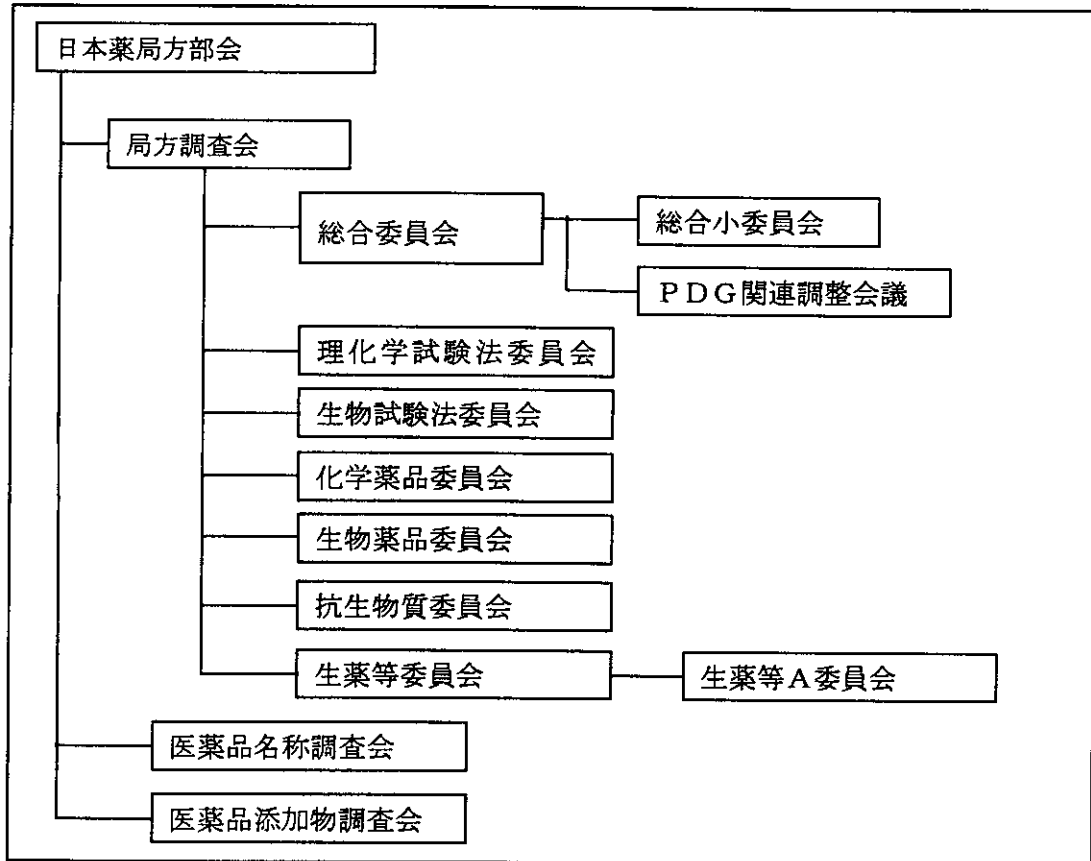 日本薬局方部会
局方調査会
総合委員会
総合小委員会
ＰＤＧ関連調整会議
理化学試験法委員会
生物試験法委員会
化学薬品委員会
生物薬品委員会
抗生物質委員会
生薬等委員会
生薬等Ａ委員会
医薬品名称調査会
医薬品添加物調査会